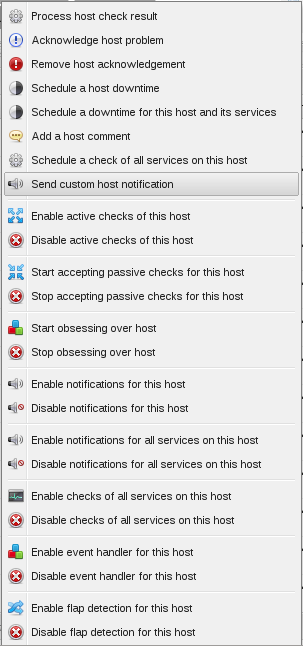 Process host check result
Acknowledge host problem
Remove host acknowledgement
Schedule a host downtime
Schedule a downtime for this host and its services
Add a host comment
Schedule a check of all services on this host
Send custom host notification
Enable active checks of this host
Disable active checks of this host
Start accepting passive checks for this host
Stop accepting passive checks for this host
Start obsessing over host
Stop obsessing over host
Enable notifications for this host
Disable notifications for this host
Enable notifications for all services on this host
Disable notifications for all services on this host
Enable checks of all services on this host
Disable checks of all services on this host
Enable event handler for this host
Disable event handler for this host
Enable flap detection for this host
Disable flap detection for this host